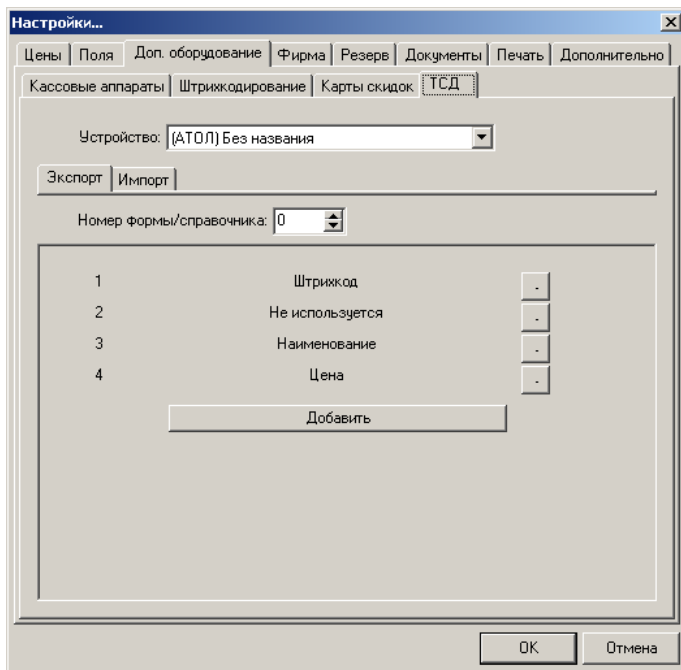 Настройки...
Цены Поля Доп. оборудование Фирма Резерв Документы Печать Дополнительно
Кассовые аппараты Штрихкодирование Карты скидок ТСД
Устройство: (АТОЛ) Без названия
Экспорт Импорт
Номер формы/справочника: 0
1 Штрихкод -
2 Не используется -
3 Наименование -
4 Цена -
Добавить
OK Отмена